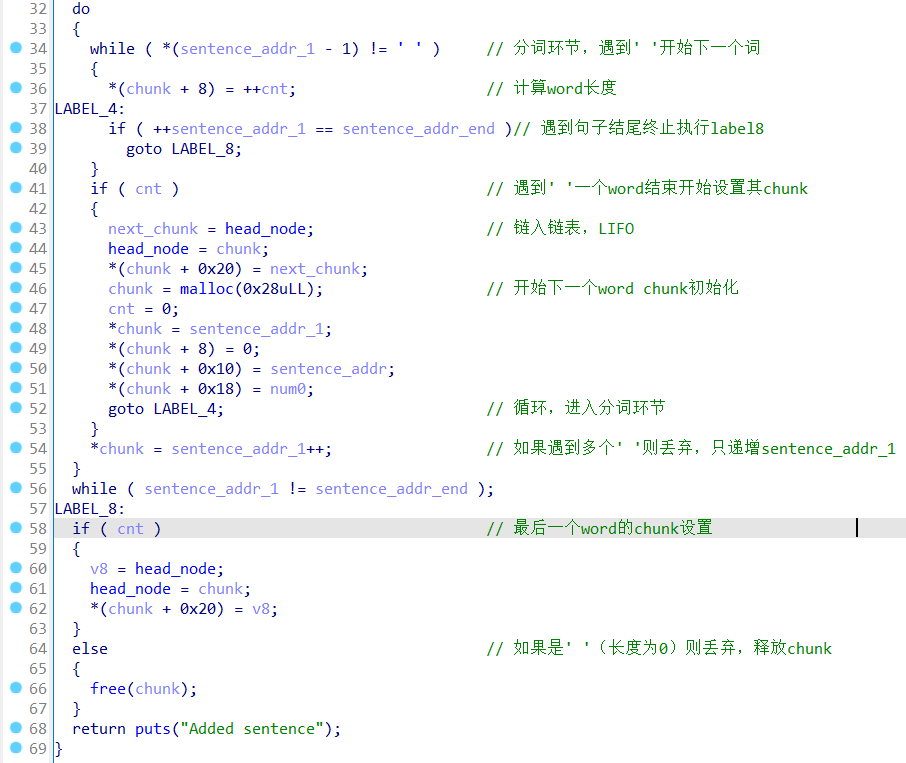 32 do
33 {
34 while ( *(sentence_addr_1 - 1) != ' ' ) // 分词环节，遇到' '开始下一个词
35 {
36 *(chunk + 8) = ++cnt; // 计算word长度
37 LABEL_4:
38 if ( ++sentence_addr_1 == sentence_addr_end )// 遇到句子结尾终止执行label8
39 goto LABEL_8;
40 }
41 if ( cnt ) // 遇到' '一个word结束开始设置其chunk
42 {
43 next_chunk = head_node; // 链入链表，LIFO
44 head_node = chunk;
45 *(chunk + 0x20) = next_chunk;
46 chunk = malloc(0x28uLL); // 开始下一个word chunk初始化
47 cnt = 0;
48 *chunk = sentence_addr_1;
49 *(chunk + 8) = 0;
50 *(chunk + 0x10) = sentence_addr;
51 *(chunk + 0x18) = num0;
52 goto LABEL_4; // 循环，进入分词环节
53 }
54 *chunk = sentence_addr_1++; // 如果遇到多个' '则丢弃，只递增sentence_addr_1
55 }
56 while ( sentence_addr_1 != sentence_addr_end );
57 LABEL_8:
58 if ( cnt ) // 最后一个word的chunk设置
59 {
60 v8 = head_node;
61 head_node = chunk;
62 *(chunk + 0x20) = v8;
63 }
64 else // 如果是' '（长度为0）则丢弃，释放chunk
65 {
66 free(chunk);
67 }
68 return puts("Added sentence");
69 }